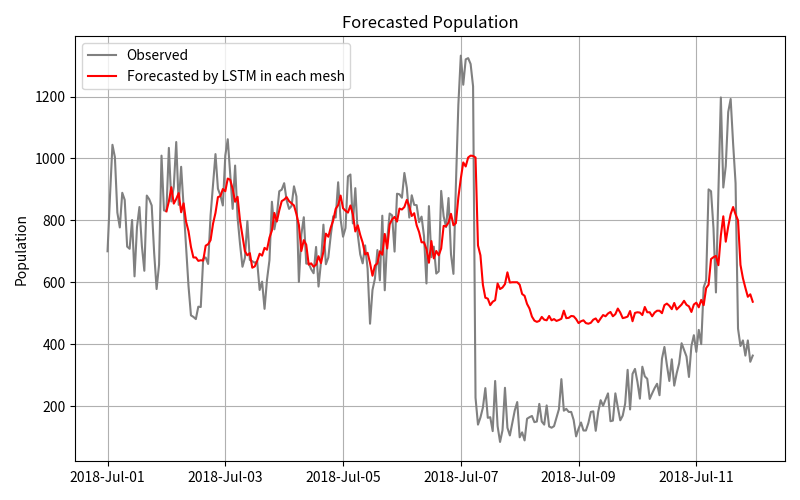 Forecasted Population
Observed
Forecasted by LSTM in each mesh
Population
1200
1000
800
600
400
200
2018-Jul-01
2018-Jul-03
2018-Jul-05
2018-Jul-07
2018-Jul-09
2018-Jul-11